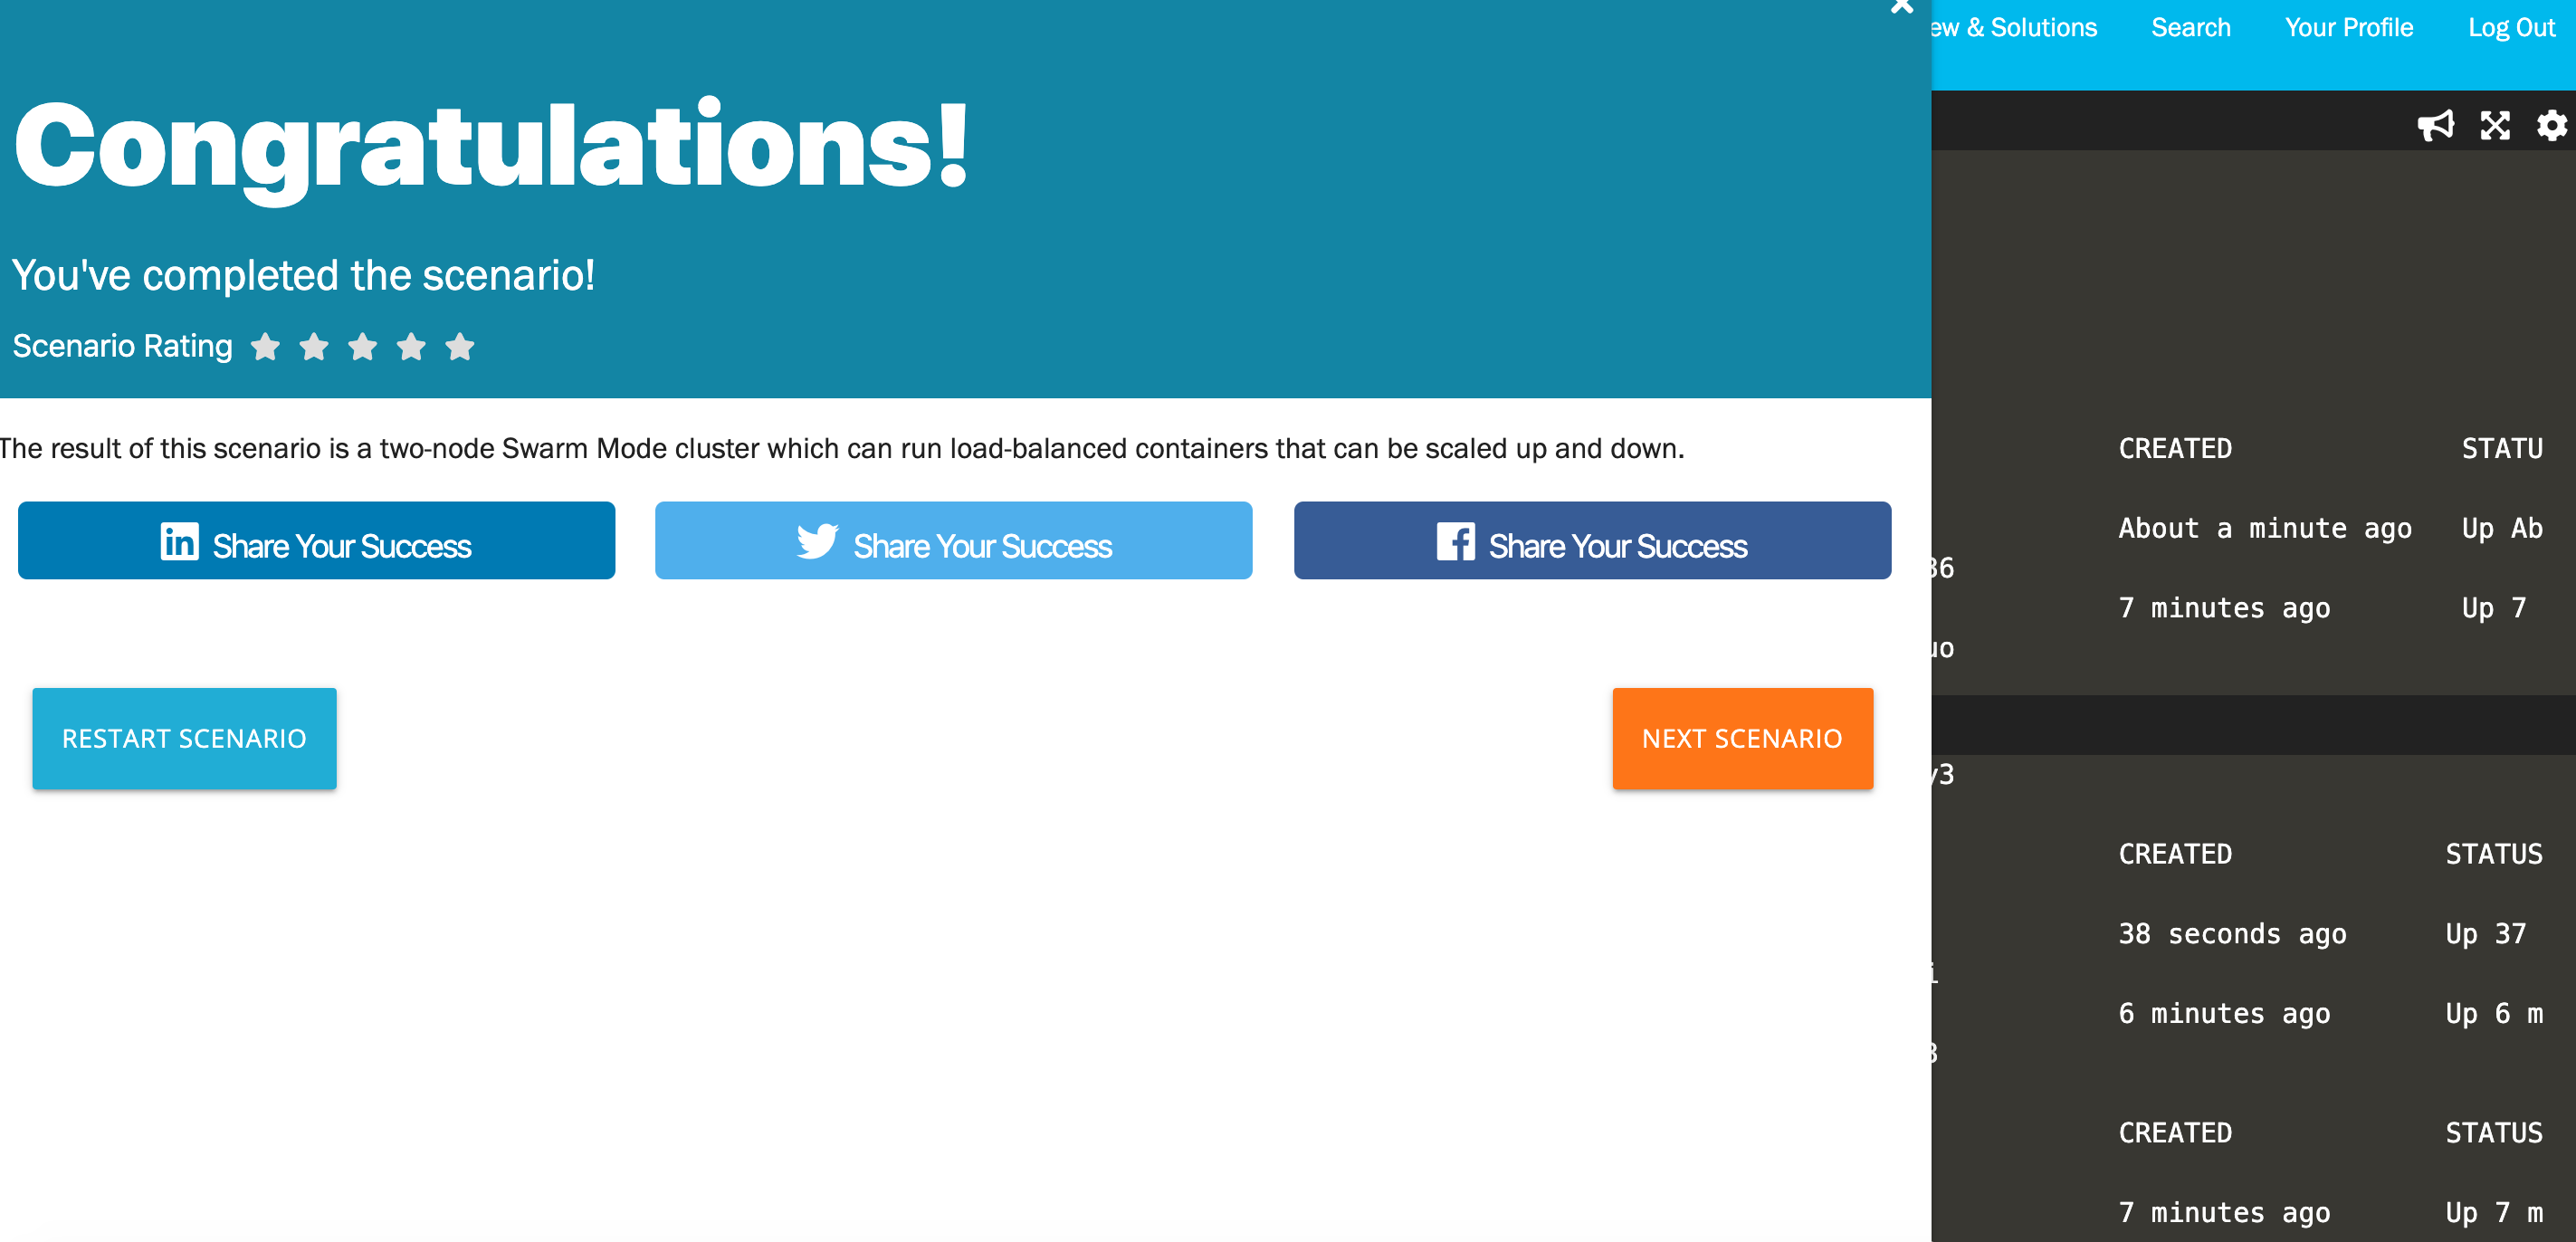 & Solutions Search Your Profile Log Out
Congratulations!
You've completed the scenario!
Scenario Rating
The result of this scenario is a two-node Swarm Mode cluster which can run load-balanced containers that can be scaled up and down.
Share Your Success
Share Your Success
Share Your Success
RESTART SCENARIO
NEXT SCENARIO
CREATED STATU
About a minute ago Up Ab
36
7 minutes ago Up 7
uo
y3
CREATED STATUS
38 seconds ago Up 37
6 minutes ago Up 6 m
CREATED STATUS
7 minutes ago Up 7 m